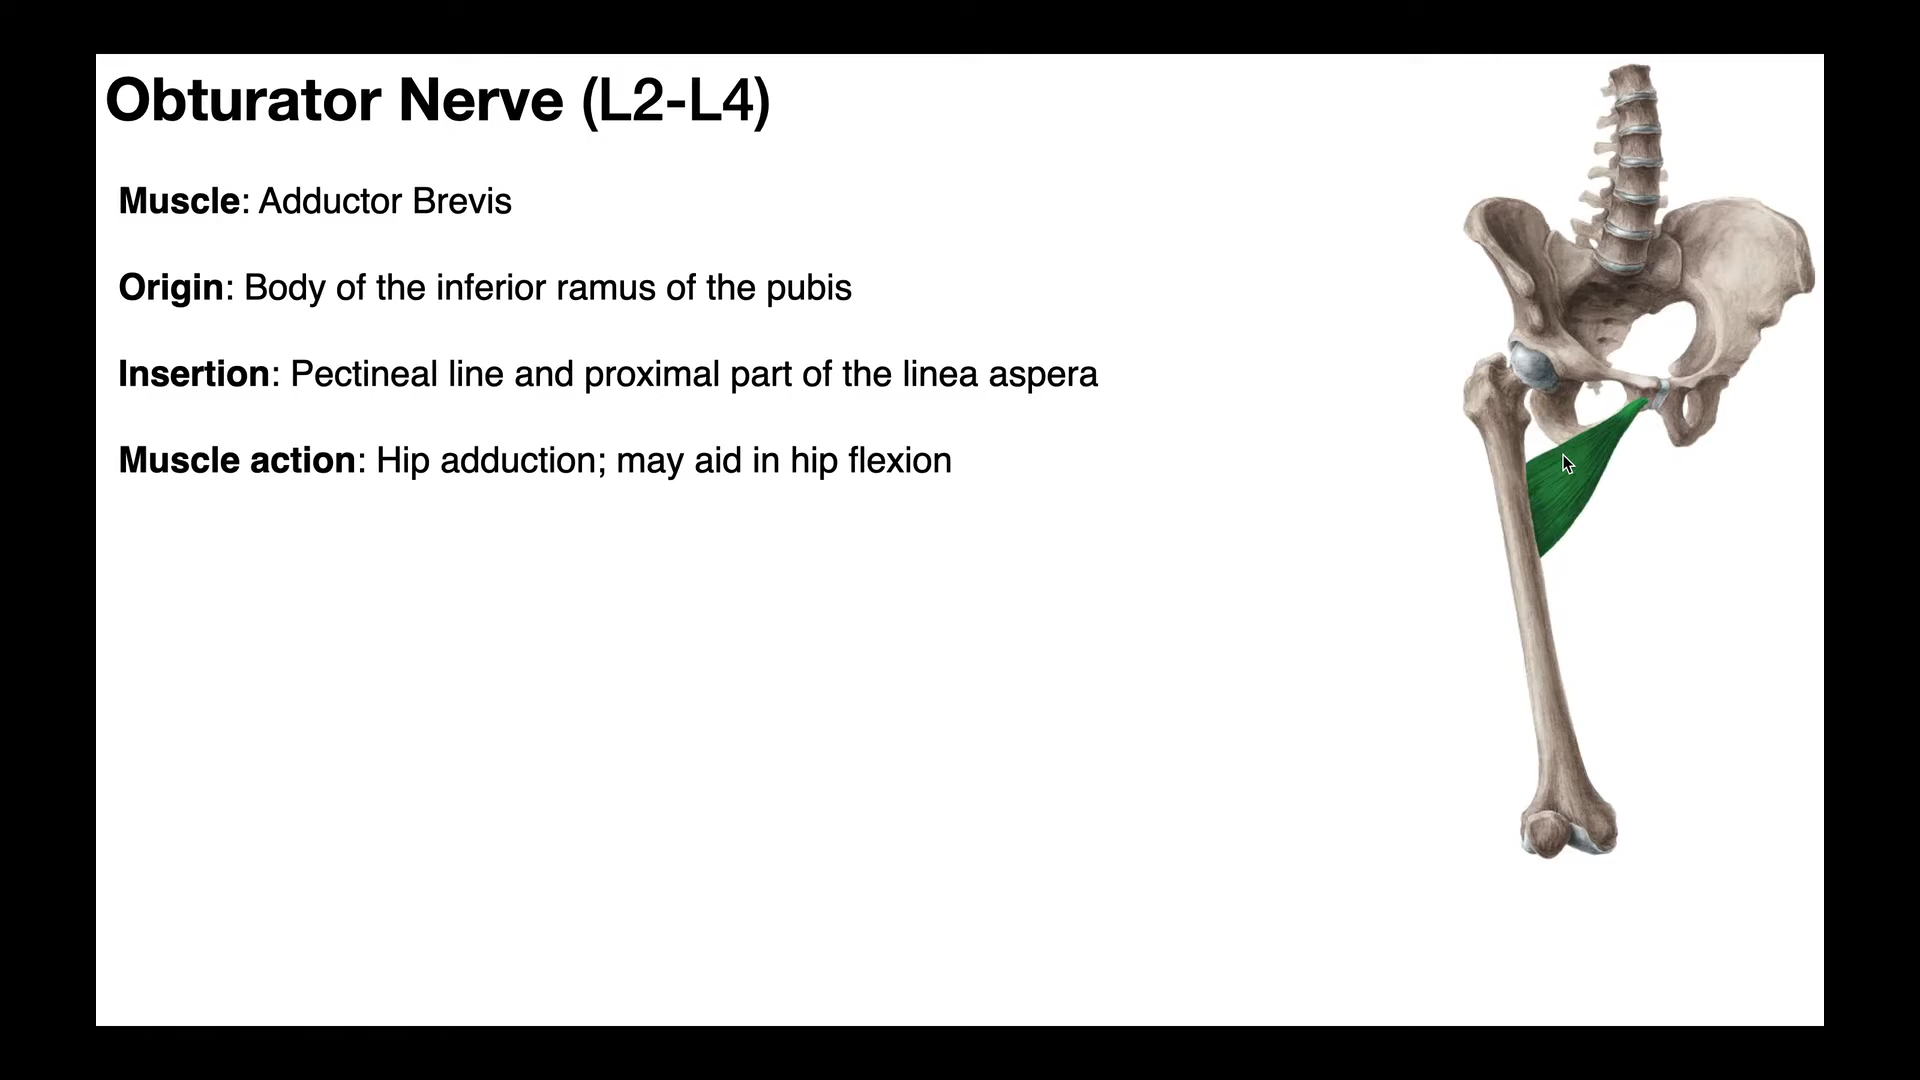 Obturator Nerve (L2-L4)
Muscle: Adductor Brevis
Origin: Body of the inferior ramus of the pubis
Insertion: Pectineal line and proximal part of the linea aspera
Muscle action: Hip adduction; may aid in hip flexion